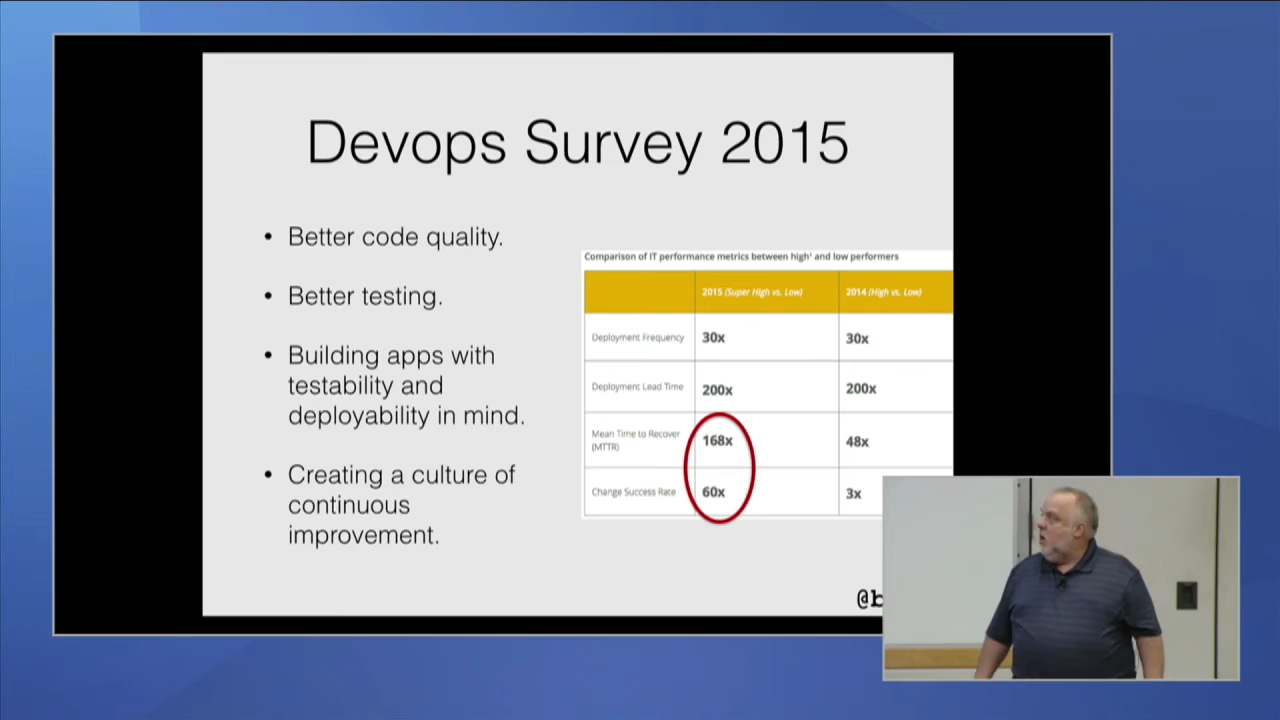 Devops Survey 2015
• Better code quality.
• Better testing.
• Building apps with
testability and
deployability in mind.
• Creating a culture of
continuous
improvement.
Comparison of IT performance metrics between high¹ and low performers
2015 (Super High vs. Low) 2014 (High vs. Low)
Deployment Frequency 30x 30x
Deployment Lead Time 200x 200x
Mean Time to Recover
(MTTR) 168x 48x
Change Success Rate 60x 3x